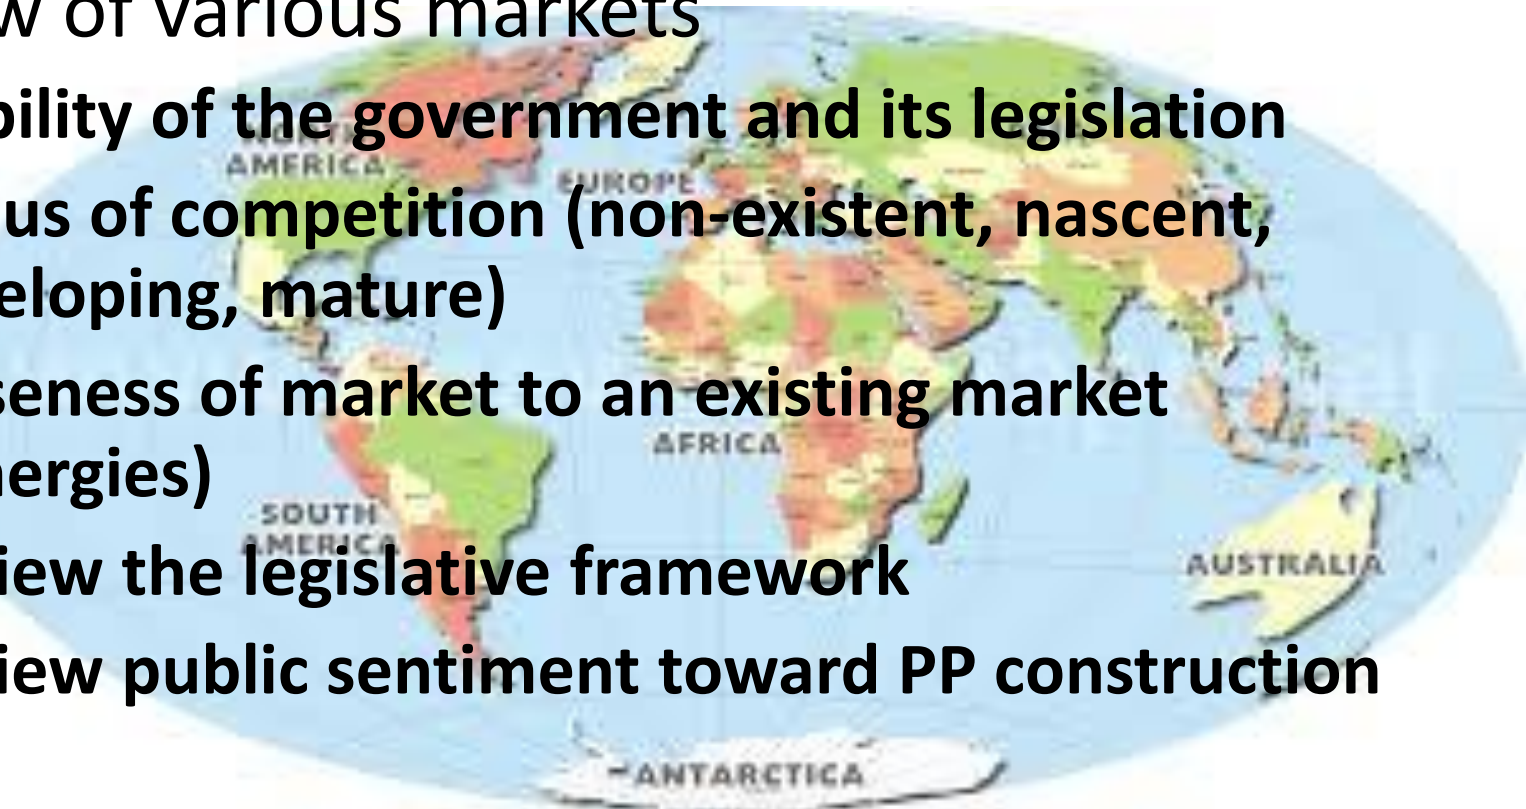 w of various markets
bility of the government and its legislation
NORTH
AMERICA
EUROPE
us of competition (non-existent, nascent,
eloping, mature)
seness of market to an existing market
AFRICA
nergies)
SOUTH
AMERICA
iew the legislative framework
AUSTRALIA
iew public sentiment toward PP construction
ANTARCTICA